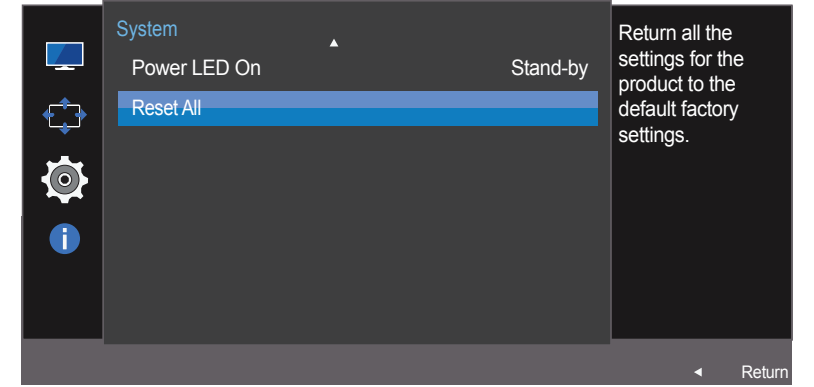 System
Power LED On Stand-by
Reset All
Return all the
settings for the
product to the
default factory
settings.
Return